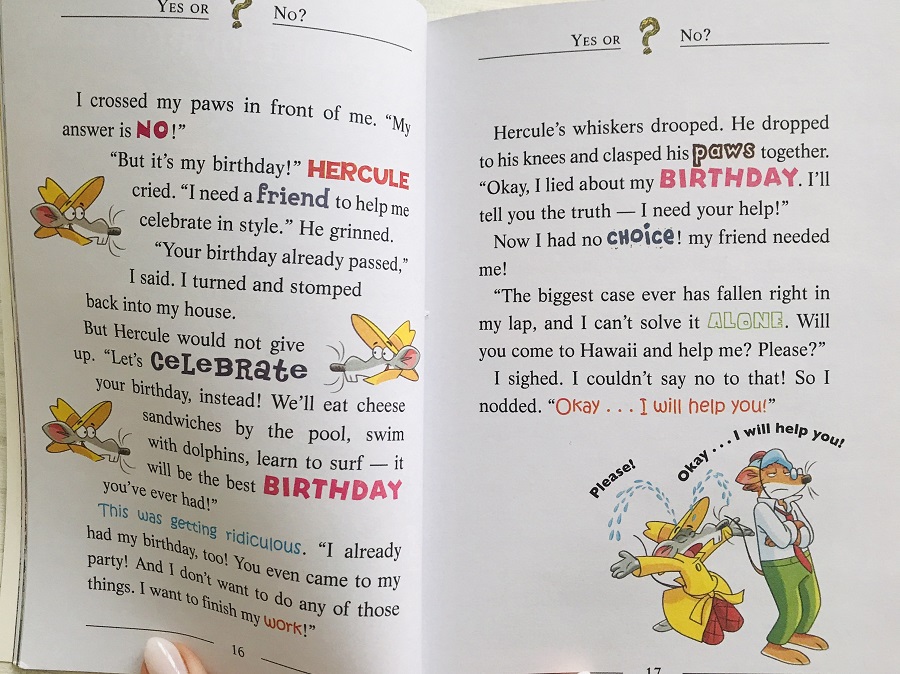 YES OR ? NO?
I crossed my paws in front of me. “My
answer is NO!”
“But it’s my birthday!” HERCULE
cried. “I need a friend to help me
celebrate in style.” He grinned.
“Your birthday already passed,”
I said. I turned and stomped
back into my house.
But Hercule would not give
up. “Let’s CeLeBRate
your birthday, instead! We’ll eat cheese
sandwiches by the pool, swim
with dolphins, learn to surf — it
will be the best BIRTHDAY
you’ve ever had!”
This was getting ridiculous. “I already
had my birthday, too! You even came to my
party! And I don’t want to do any of those
things. I want to finish my work!”
16
YES OR ? NO?
Hercule’s whiskers drooped. He dropped
to his knees and clasped his paws together.
“Okay, I lied about my BIRTHDAY. I’ll
tell you the truth — I need your help!”
Now I had no CHOiCe! my friend needed
me!
“The biggest case ever has fallen right in
my lap, and I can’t solve it ALONE. Will
you come to Hawaii and help me? Please?”
I sighed. I couldn’t say no to that! So I
nodded. “Okay . . . I will help you!”
Please!
Okay . . . I will help you!
17